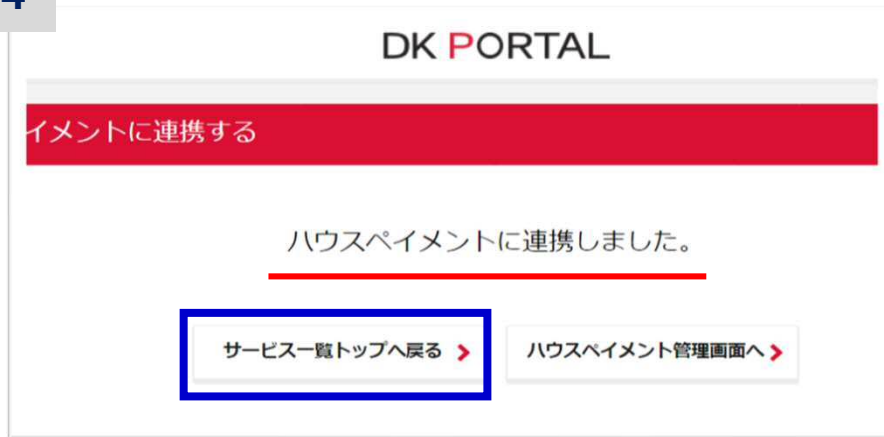 4
DK PORTAL
イメントに連携する
ハウスペイメントに連携しました。
サービス一覧トップへ戻る
ハウスペイメント管理画面へ